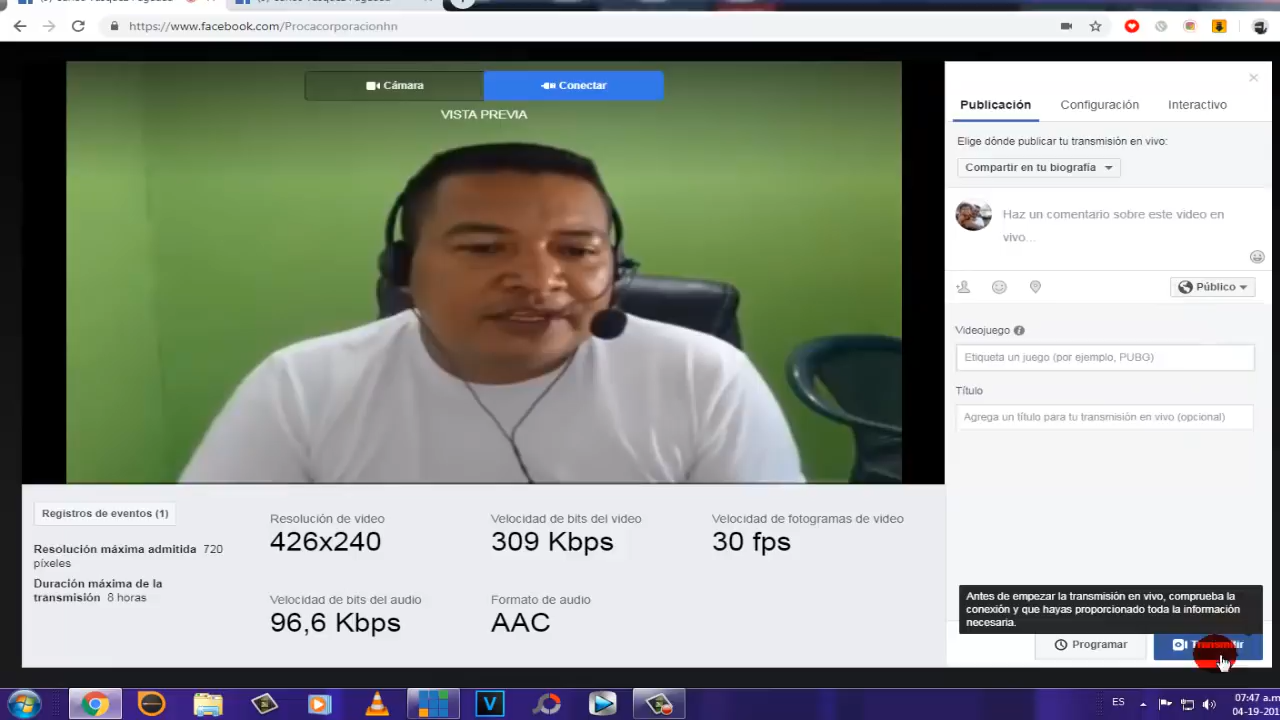 https://www.facebook.com/Procacorporacionhn
Cámara
Conectar
VISTA PREVIA
Publicación
Configuración
Interactivo
Elige dónde publicar tu transmisión en vivo:
Compartir en tu biografía
Haz un comentario sobre este video en
vivo...
Público
Videojuego
Etiqueta un juego (por ejemplo, PUBG)
Título
Agrega un título para tu transmisión en vivo (opcional)
Registros de eventos (1)
Resolución máxima admitida 720
píxeles
Duración máxima de la
transmisión 8 horas
Resolución de video
426x240
Velocidad de bits del video
309 Kbps
Velocidad de fotogramas de video
30 fps
Velocidad de bits del audio
96,6 Kbps
Formato de audio
AAC
Antes de empezar la transmisión en vivo, comprueba la
conexión y que hayas proporcionado toda la información
necesaria.
Programar
Transmitir
ES
07:47 a.m